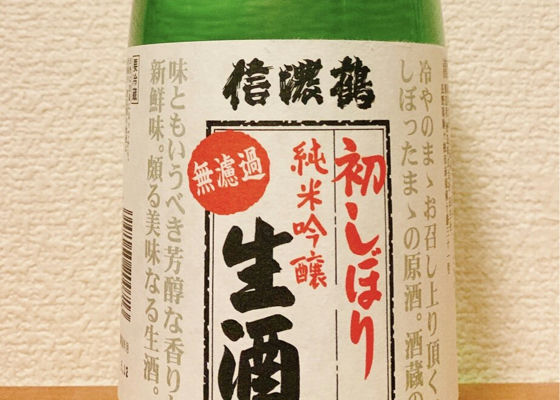 信濃鶴
冷やのまゝお召し上り頂く
しぼったまゝの原酒。酒蔵の
初しぼり
純米吟醸
無濾過
生酒
味ともいうべき芳醇な香りと
新鮮味。頗る美味なる生酒。
要冷蔵